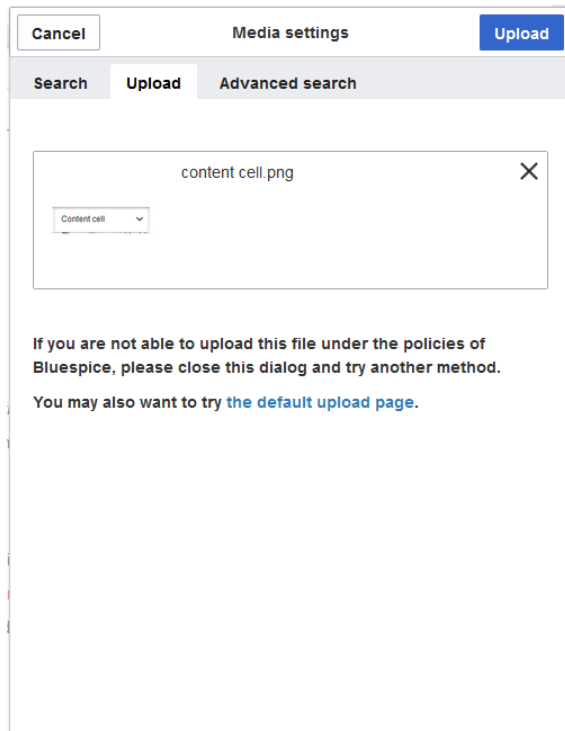 Cancel Media settings Upload
Search Upload Advanced search
content cell.png
Content cell
If you are not able to upload this file under the policies of
Bluespice, please close this dialog and try another method.
You may also want to try the default upload page.